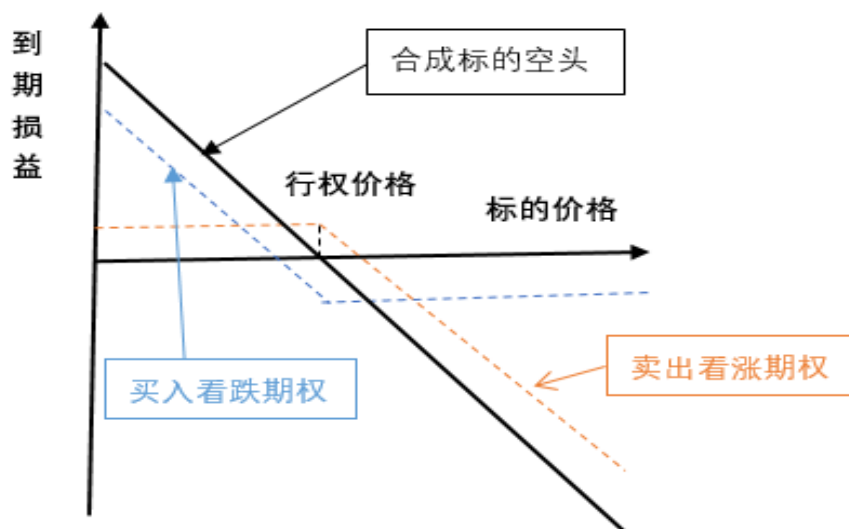 到期损益
合成标的空头
行权价格
标的价格
买入看跌期权
卖出看涨期权